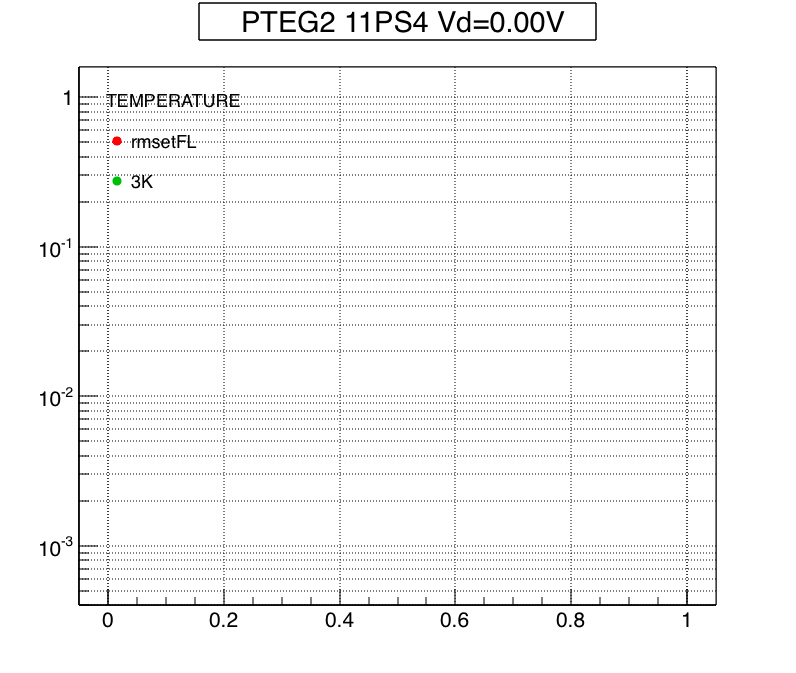 PTEG2 11PS4 Vd=0.00V
TEMPERATURE
rmsetFL
3K
1
10⁻¹
10⁻²
10⁻³
0 0.2 0.4 0.6 0.8 1